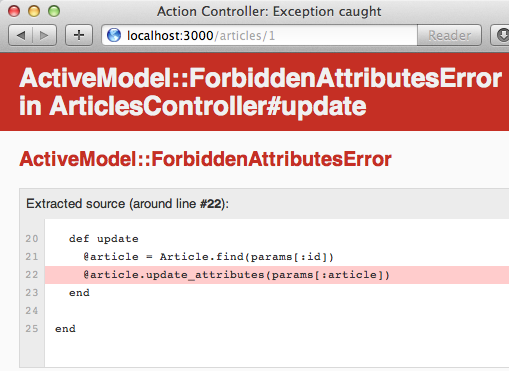 Action Controller: Exception caught
localhost:3000/articles/1
Reader
ActiveModel::ForbiddenAttributesError
in ArticlesController#update
ActiveModel::ForbiddenAttributesError
Extracted source (around line #22):
20 def update
21 @article = Article.find(params[:id])
22 @article.update_attributes(params[:article])
23 end
24
25 end